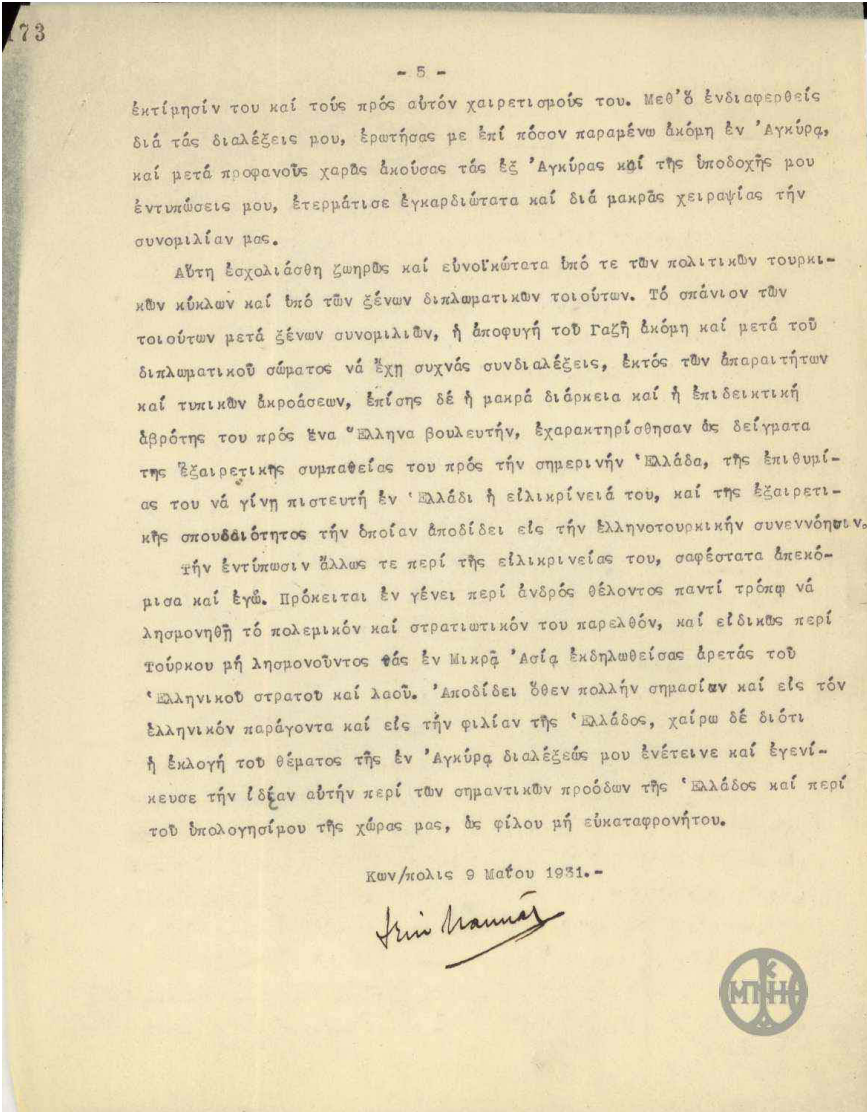 173
- 5 -
ἐκτίμησίν του καί τούς πρός αὐτόν χαιρετισμούς του. Μεθ'ὅ ἐνδιαφερθείς
διά τάς διαλέξεις μου, ἐρωτήσας με ἐπί πόσον παραμένω ἀκόμη ἐν 'Αγκύρᾳ,
καί μετά προφανοῦς χαρᾶς ἀκούσας τάς ἐξ 'Αγκύρας καί τῆς ὑποδοχῆς μου
ἐντυπώσεις μου, ἐτερμάτισε ἐγκαρδιώτατα καί διά μακρᾶς χειραψίας τήν
συνομιλίαν μας.
Αὕτη ἐσχολιάσθη ζωηρῶς καί εὐνοϊκώτατα ὑπό τε τῶν πολιτικῶν τουρκι-
κῶν κύκλων καί ὑπό τῶν ξένων διπλωματικῶν τοιούτων. Τό σπάνιον τῶν
τοιούτων μετά ξένων συνομιλιῶν, ἡ ἀποφυγή τοῦ Γαζῆ ἀκόμη καί μετά τοῦ
διπλωματικοῦ σώματος νά ἔχῃ συχνάς συνδιαλέξεις, ἐκτός τῶν ἀπαραιτήτων
καί τυπικῶν ἀκροάσεων, ἐπίσης δέ ἡ μακρά διάρκεια καί ἡ ἐπιδεικτική
ἁβρότης του πρός ἕνα Ἕλληνα βουλευτήν, ἐχαρακτηρίσθησαν ὡς δείγματα
τῆς ἐξαιρετικῆς συμπαθείας του πρός τήν σημερινήν 'Ελλάδα, τῆς ἐπιθυμί-
ας του νά γίνῃ πιστευτή ἐν 'Ελλάδι ἡ εἰλικρίνειά του, καί τῆς ἐξαιρετι-
κῆς σπουδαιότητος τήν ὁποίαν ἀποδίδει εἰς τήν ἑλληνοτουρκικήν συνεννόησιν.
Τήν ἐντύπωσιν ἄλλως τε περί τῆς εἰλικρινείας του, σαφέστατα ἀπεκό-
μισα καί ἐγώ. Πρόκειται ἐν γένει περί ἀνδρός θέλοντος παντί τρόπῳ νά
λησμονηθῇ τό πολεμικόν καί στρατιωτικόν του παρελθόν, καί εἰδικῶς περί
Τούρκου μή λησμονοῦντος τάς ἐν Μικρᾷ 'Ασίᾳ ἐκδηλωθείσας ἀρετάς τοῦ
'Ελληνικοῦ στρατοῦ καί λαοῦ. 'Αποδίδει ὅθεν πολλήν σημασίαν καί εἰς τόν
ἑλληνικόν παράγοντα καί εἰς τήν φιλίαν τῆς 'Ελλάδος, χαίρω δέ διότι
ἡ ἐκλογή τοῦ θέματος τῆς ἐν 'Αγκύρᾳ διαλέξεώς μου ἐνέτεινε καί ἐγενί-
κευσε τήν ἰδέαν αὐτήν περί τῶν σημαντικῶν προόδων τῆς 'Ελλάδος καί περί
τοῦ ὑπολογησίμου τῆς χώρας μας, ὡς φίλου μή εὐκαταφρονήτου.
Κων/πολις 9 Μαΐου 1931.-
ΜΠΗ